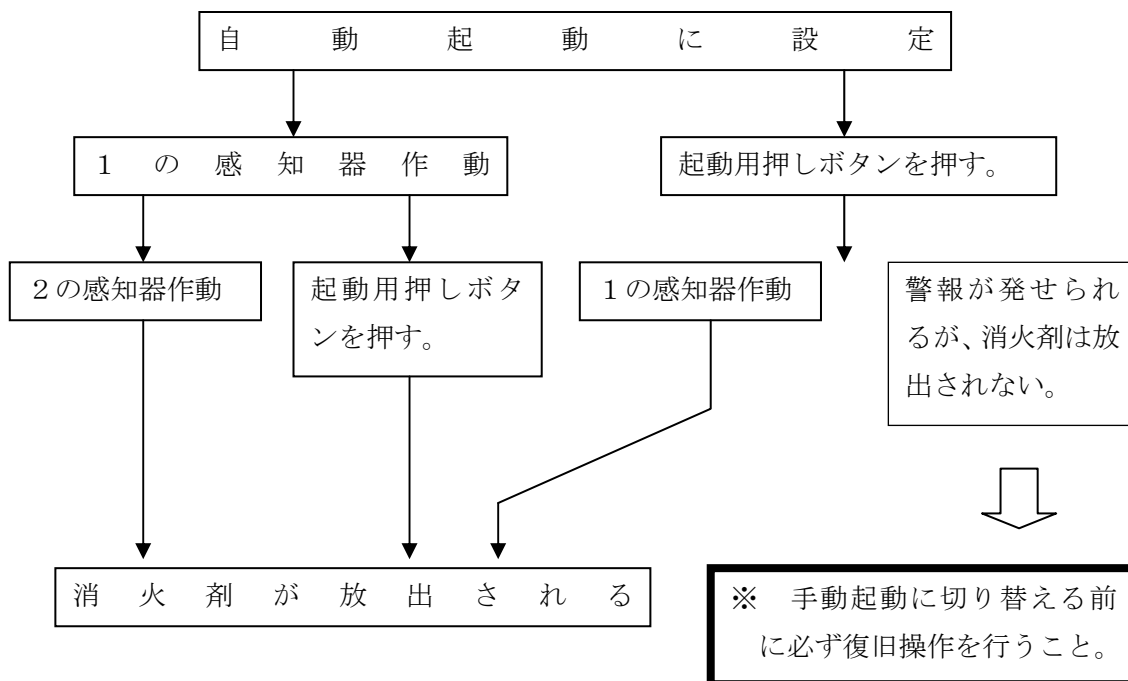 自動起動に設定
１の感知器作動
起動用押しボタンを押す。
２の感知器作動
起動用押しボタ
ンを押す。
１の感知器作動
警報が発せられ
るが、消火剤は放
出されない。
消火剤が放出される
※　手動起動に切り替える前
に必ず復旧操作を行うこと。